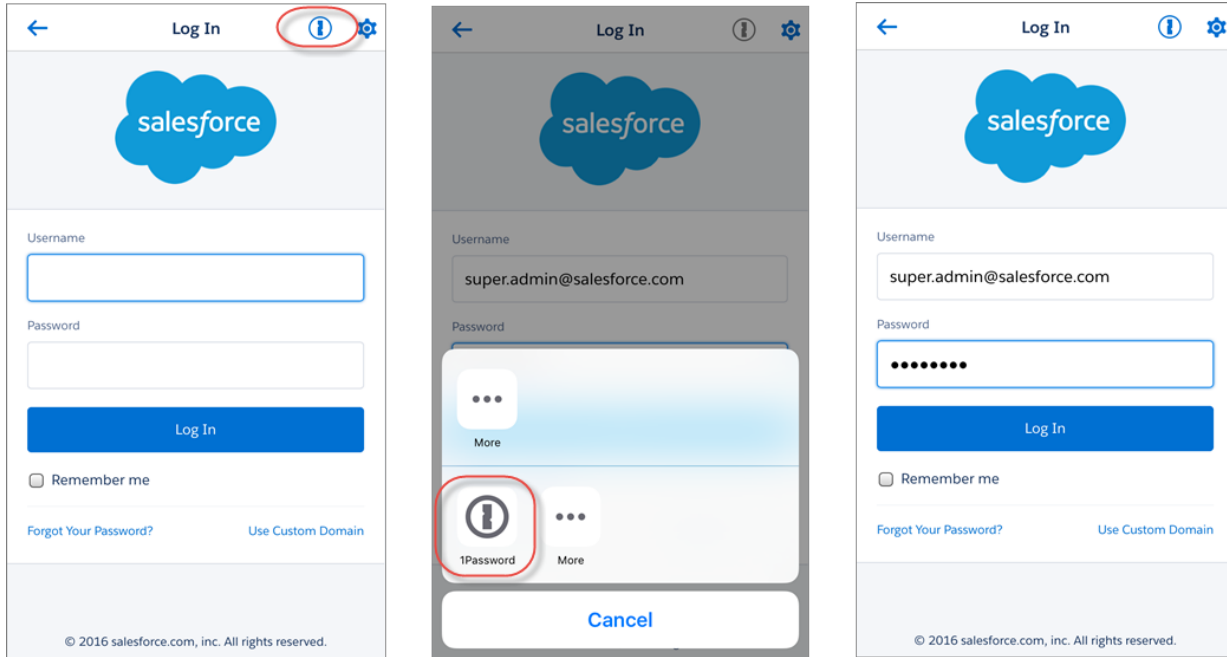 Log In
salesforce
Username
Password
Log In
Remember me
Forgot Your Password? Use Custom Domain
© 2016 salesforce.com, inc. All rights reserved.
Log In
salesforce
Username
super.admin@salesforce.com
Password
More
1Password More
Cancel
Log In
salesforce
Username
super.admin@salesforce.com
Password
••••••••
Log In
Remember me
Forgot Your Password? Use Custom Domain
© 2016 salesforce.com, inc. All rights reserved.